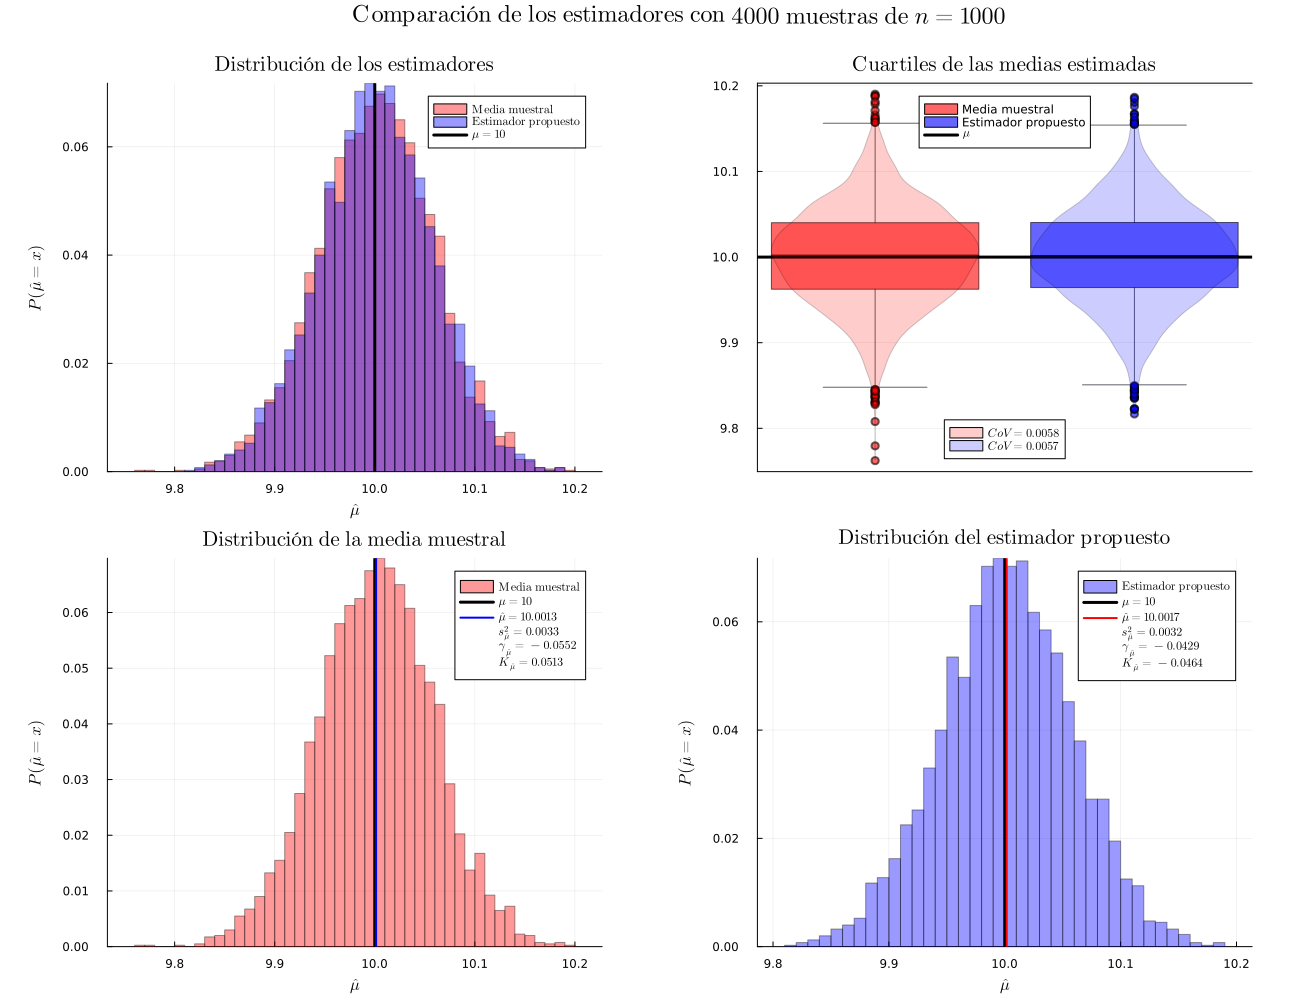 Comparación de los estimadores con 4000 muestras de n = 1000
Distribución de los estimadores
Media muestral
Estimador propuesto
μ = 10
P(μ̂ = x)
0.06
0.04
0.02
0.00
9.8 9.9 10.0 10.1 10.2
μ̂
Cuartiles de las medias estimadas
Media muestral
Estimador propuesto
μ
10.2
10.1
10.0
9.9
9.8
CoV = 0.0058
CoV = 0.0057
Distribución de la media muestral
Media muestral
μ = 10
μ̂ = 10.0013
s²_μ̂ = 0.0033
γ_μ̂ = − 0.0552
K_μ̂ = 0.0513
P(μ̂ = x)
0.06
0.05
0.04
0.03
0.02
0.01
0.00
9.8 9.9 10.0 10.1 10.2
μ̂
Distribución del estimador propuesto
Estimador propuesto
μ = 10
μ̂ = 10.0017
s²_μ̂ = 0.0032
γ_μ̂ = − 0.0429
K_μ̂ = − 0.0464
P(μ̂ = x)
0.06
0.04
0.02
0.00
9.8 9.9 10.0 10.1 10.2
μ̂